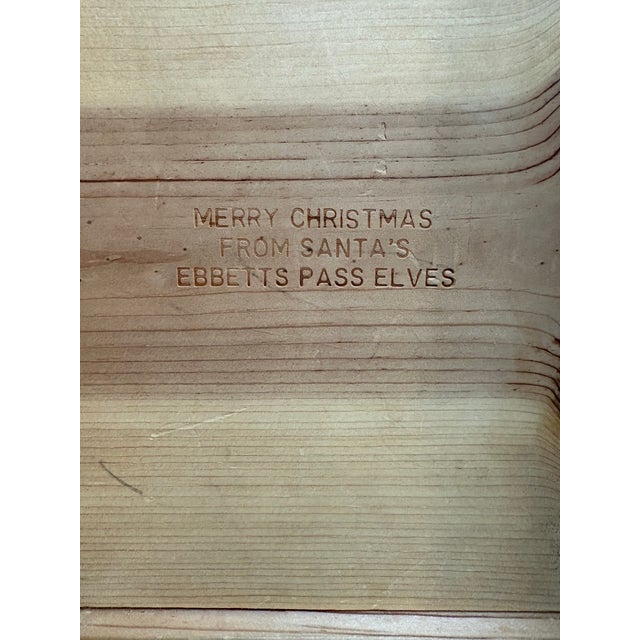 MERRY CHRISTMAS
FROM SANTA'S
EBBETTS PASS ELVES